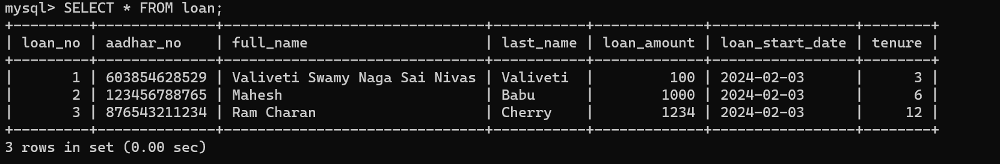 mysql> SELECT * FROM loan;
+---------+--------------+-------------------------------+-----------+-------------+-----------------+--------+
| loan_no | aadhar_no    | full_name                     | last_name | loan_amount | loan_start_date | tenure |
+---------+--------------+-------------------------------+-----------+-------------+-----------------+--------+
|       1 | 603854628529 | Valiveti Swamy Naga Sai Nivas | Valiveti  |         100 | 2024-02-03      |      3 |
|       2 | 123456788765 | Mahesh                        | Babu      |        1000 | 2024-02-03      |      6 |
|       3 | 876543211234 | Ram Charan                    | Cherry    |        1234 | 2024-02-03      |     12 |
+---------+--------------+-------------------------------+-----------+-------------+-----------------+--------+
3 rows in set (0.00 sec)